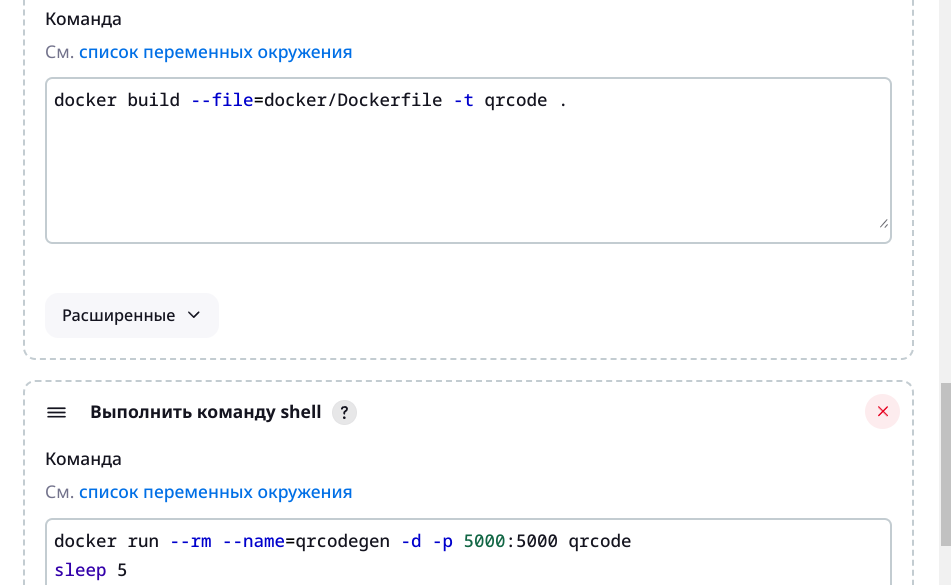 Команда
См. список переменных окружения
docker build --file=docker/Dockerfile -t qrcode .
Расширенные
Выполнить команду shell ?
Команда
См. список переменных окружения
docker run --rm --name=qrcodegen -d -p 5000:5000 qrcode
sleep 5